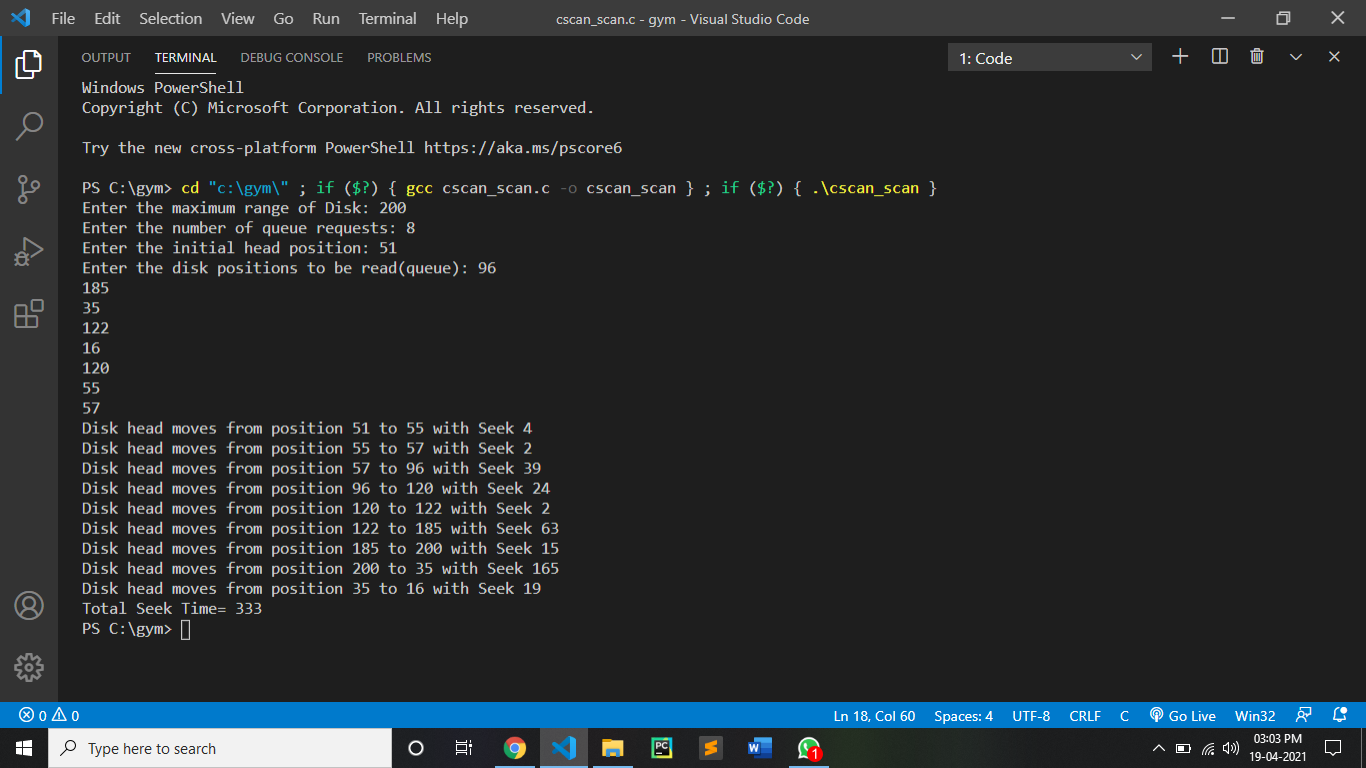 File Edit Selection View Go Run Terminal Help cscan_scan.c - gym - Visual Studio Code
OUTPUT TERMINAL DEBUG CONSOLE PROBLEMS 1: Code
Windows PowerShell
Copyright (C) Microsoft Corporation. All rights reserved.
Try the new cross-platform PowerShell https://aka.ms/pscore6
PS C:\gym> cd "c:\gym\" ; if ($?) { gcc cscan_scan.c -o cscan_scan } ; if ($?) { .\cscan_scan }
Enter the maximum range of Disk: 200
Enter the number of queue requests: 8
Enter the initial head position: 51
Enter the disk positions to be read(queue): 96
185
35
122
16
120
55
57
Disk head moves from position 51 to 55 with Seek 4
Disk head moves from position 55 to 57 with Seek 2
Disk head moves from position 57 to 96 with Seek 39
Disk head moves from position 96 to 120 with Seek 24
Disk head moves from position 120 to 122 with Seek 2
Disk head moves from position 122 to 185 with Seek 63
Disk head moves from position 185 to 200 with Seek 15
Disk head moves from position 200 to 35 with Seek 165
Disk head moves from position 35 to 16 with Seek 19
Total Seek Time= 333
PS C:\gym>
0 0 Ln 18, Col 60 Spaces: 4 UTF-8 CRLF C Go Live Win32
Type here to search PC 1 03:03 PM
19-04-2021